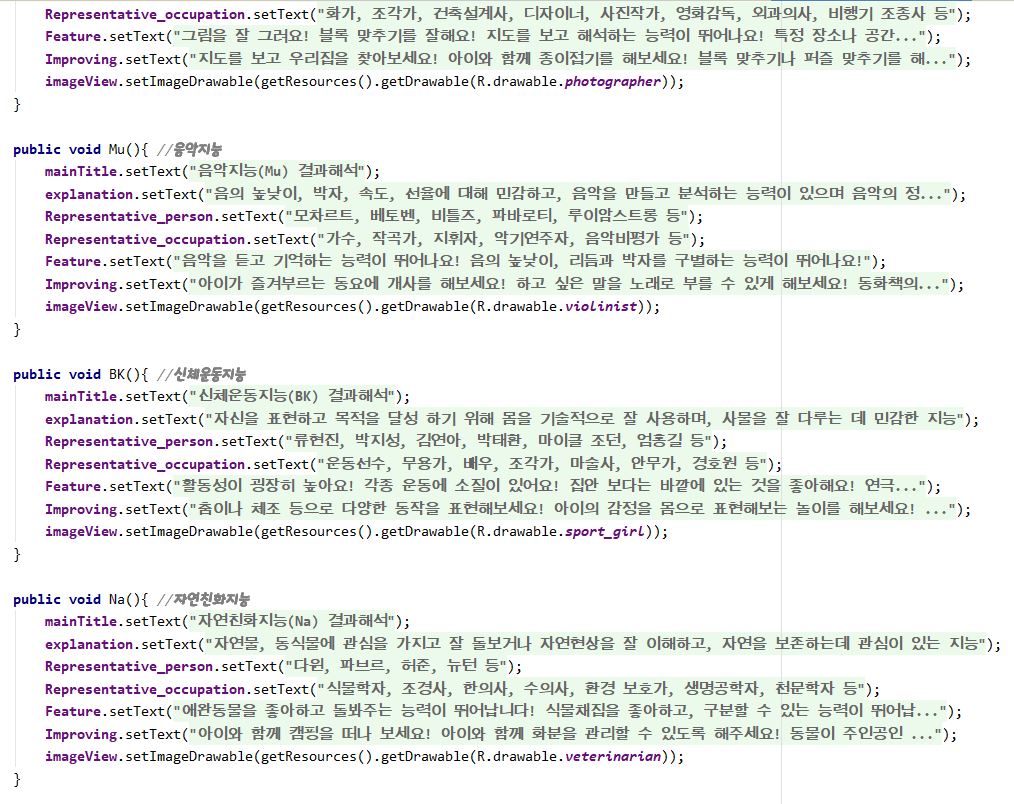 Representative_occupation.setText("화가, 조각가, 건축설계사, 디자이너, 사진작가, 영화감독, 외과의사, 비행기 조종사 등");
Feature.setText("그림을 잘 그려요! 블록 맞추기를 잘해요! 지도를 보고 해석하는 능력이 뛰어나요! 특정 장소나 공간...");
Improving.setText("지도를 보고 우리집을 찾아보세요! 아이와 함께 종이접기를 해보세요! 블록 맞추기나 퍼즐 맞추기를 해...");
imageView.setImageDrawable(getResources().getDrawable(R.drawable.photographer));
}
public void Mu(){ //음악지능
mainTitle.setText("음악지능(Mu) 결과해석");
explanation.setText("음의 높낮이, 박자, 속도, 선율에 대해 민감하고, 음악을 만들고 분석하는 능력이 있으며 음악의 정...");
Representative_person.setText("모차르트, 베토벤, 비틀즈, 파바로티, 루이암스트롱 등");
Representative_occupation.setText("가수, 작곡가, 지휘자, 악기연주자, 음악비평가 등");
Feature.setText("음악을 듣고 기억하는 능력이 뛰어나요! 음의 높낮이, 리듬과 박자를 구별하는 능력이 뛰어나요!");
Improving.setText("아이가 즐겨부르는 동요에 개사를 해보세요! 하고 싶은 말을 노래로 부를 수 있게 해보세요! 동화책의...");
imageView.setImageDrawable(getResources().getDrawable(R.drawable.violinist));
}
public void BK(){ //신체운동지능
mainTitle.setText("신체운동지능(BK) 결과해석");
explanation.setText("자신을 표현하고 목적을 달성 하기 위해 몸을 기술적으로 잘 사용하며, 사물을 잘 다루는 데 민감한 지능");
Representative_person.setText("류현진, 박지성, 김연아, 박태환, 마이클 조던, 엄홍길 등");
Representative_occupation.setText("운동선수, 무용가, 배우, 조각가, 마술사, 안무가, 경호원 등");
Feature.setText("활동성이 굉장히 높아요! 각종 운동에 소질이 있어요! 집안 보다는 바깥에 있는 것을 좋아해요! 연극...");
Improving.setText("춤이나 체조 등으로 다양한 동작을 표현해보세요! 아이의 감정을 몸으로 표현해보는 놀이를 해보세요! ...");
imageView.setImageDrawable(getResources().getDrawable(R.drawable.sport_girl));
}
public void Na(){ //자연친화지능
mainTitle.setText("자연친화지능(Na) 결과해석");
explanation.setText("자연물, 동식물에 관심을 가지고 잘 돌보거나 자연현상을 잘 이해하고, 자연을 보존하는데 관심이 있는 지능");
Representative_person.setText("다윈, 파브르, 허준, 뉴턴 등");
Representative_occupation.setText("식물학자, 조경사, 한의사, 수의사, 환경 보호가, 생명공학자, 천문학자 등");
Feature.setText("애완동물을 좋아하고 돌봐주는 능력이 뛰어납니다! 식물채집을 좋아하고, 구분할 수 있는 능력이 뛰어납...");
Improving.setText("아이와 함께 캠핑을 떠나 보세요! 아이와 함께 화분을 관리할 수 있도록 해주세요! 동물이 주인공인 ...");
imageView.setImageDrawable(getResources().getDrawable(R.drawable.veterinarian));
}